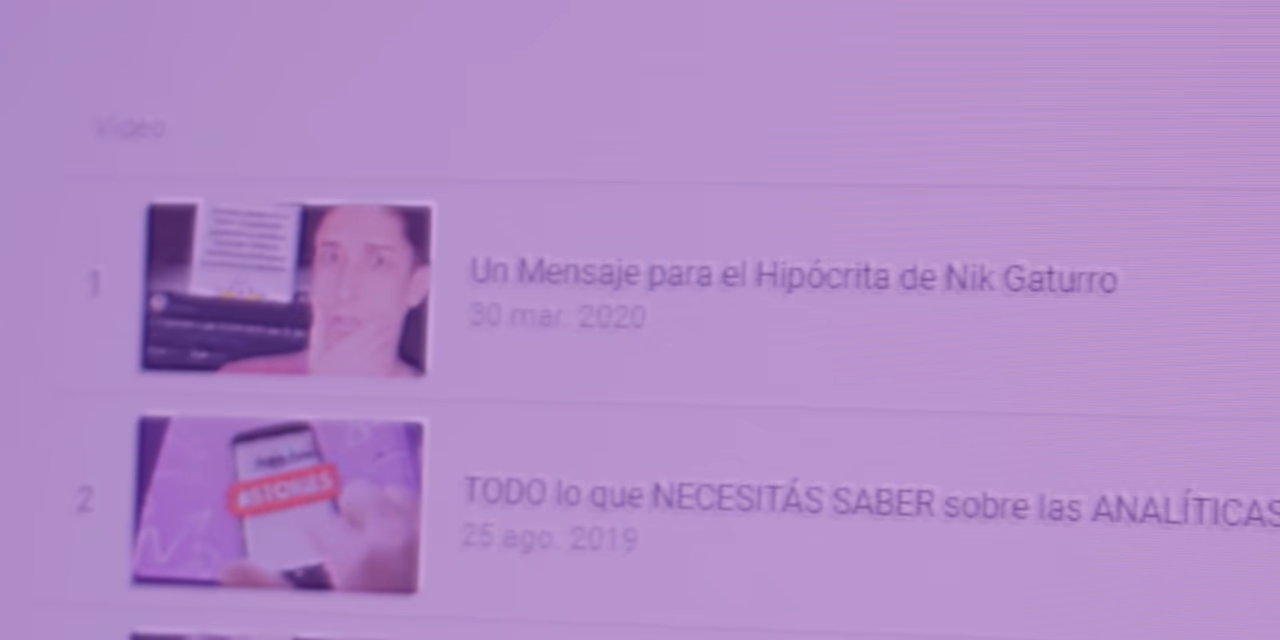 Video
1
Un Mensaje para el Hipócrita de Nik Gaturro
30 mar. 2020
2
TODO lo que NECESITÁS SABER sobre las ANALÍTICAS
25 ago. 2019